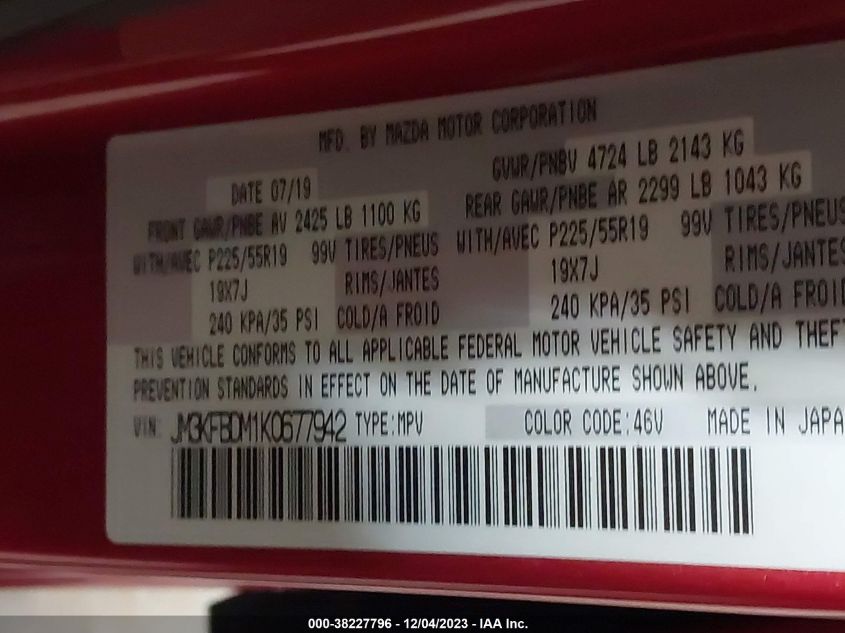 MFD. BY MAZDA MOTOR CORPORATION
DATE 07/19 GVWR/PNBV 4724 LB 2143 KG
FRONT GAWR/PNBE AV 2425 LB 1100 KG REAR GAWR/PNBE AR 2299 LB 1043 KG
WITH/AVEC P225/55R19 99V TIRES/PNEUS WITH/AVEC P225/55R19 99V TIRES/PNEUS
19X7J RIMS/JANTES 19X7J RIMS/JANTES
240 KPA/35 PSI COLD/A FROID 240 KPA/35 PSI COLD/A FROID
THIS VEHICLE CONFORMS TO ALL APPLICABLE FEDERAL MOTOR VEHICLE SAFETY AND THEFT
PREVENTION STANDARDS IN EFFECT ON THE DATE OF MANUFACTURE SHOWN ABOVE.
VIN: JM3KFBDM1K0677942 TYPE:MPV COLOR CODE:46V MADE IN JAPA
000-38227796 - 12/04/2023 - IAA Inc.